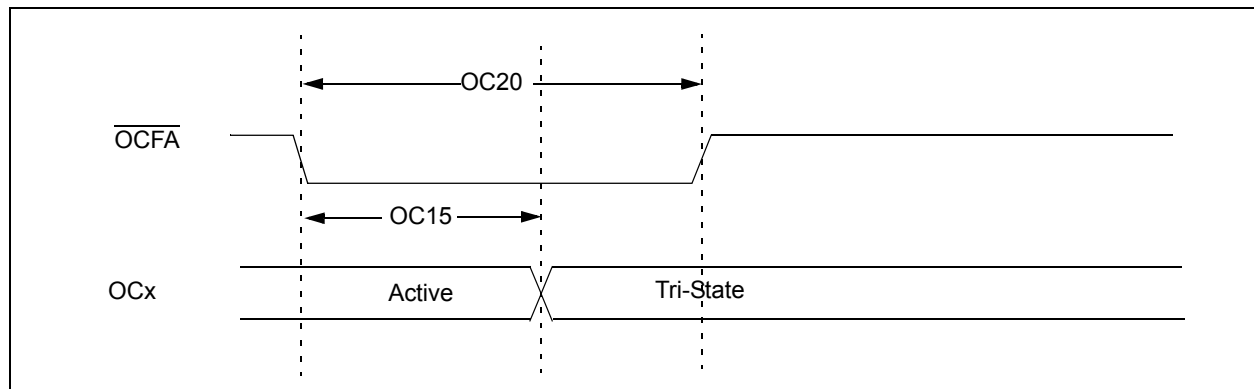 OC20
OCFA
OC15
OCx
Active
Tri-State